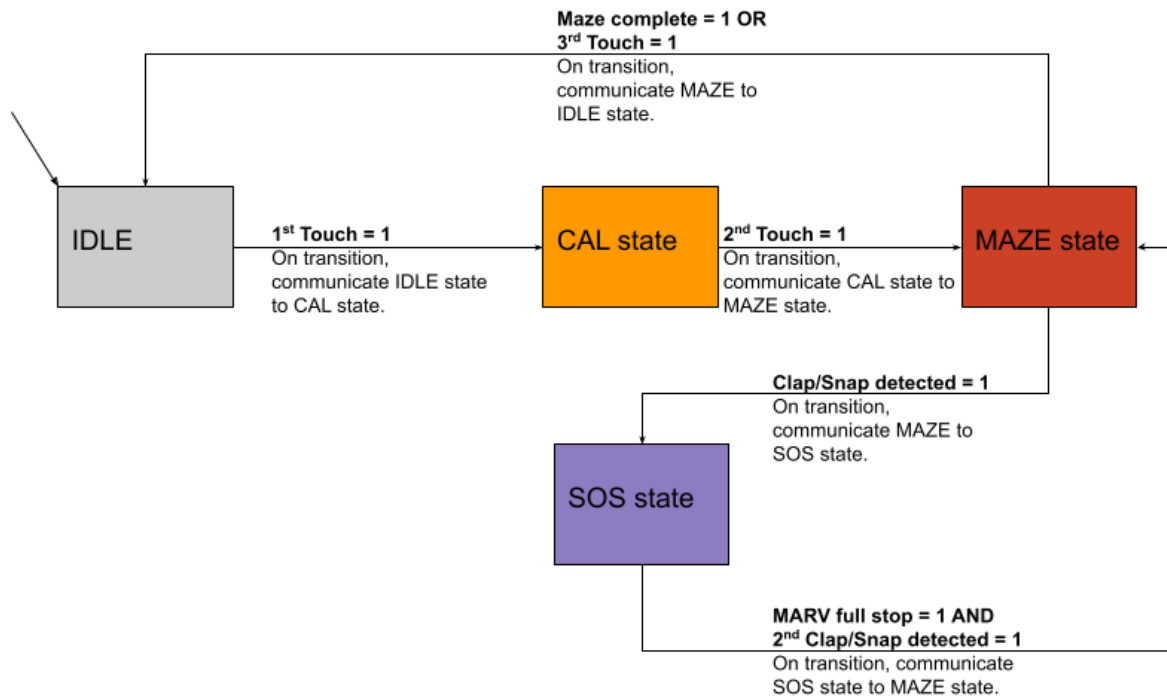 Maze complete = 1 OR
3rd Touch = 1
On transition,
communicate MAZE to
IDLE state.
IDLE
1st Touch = 1
On transition,
communicate IDLE state
to CAL state.
CAL state
2nd Touch = 1
On transition,
communicate CAL state to
MAZE state.
MAZE state
Clap/Snap detected = 1
On transition,
communicate MAZE to
SOS state.
SOS state
MARV full stop = 1 AND
2nd Clap/Snap detected = 1
On transition, communicate
SOS state to MAZE state.